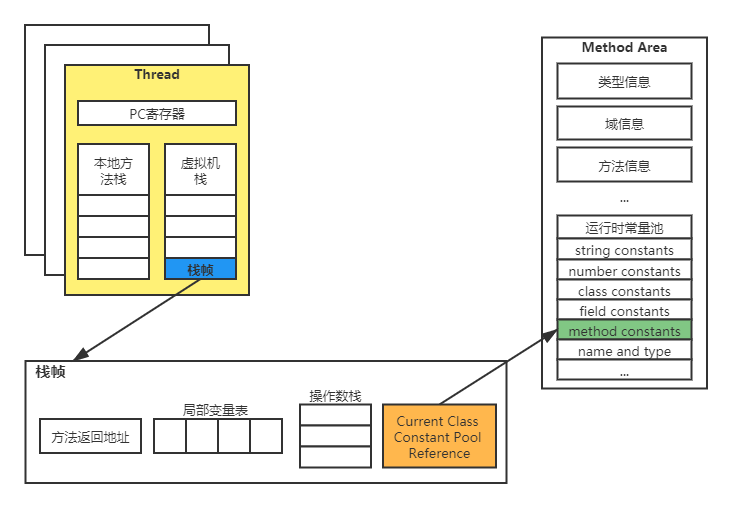 Thread
PC寄存器
本地方
法栈
虚拟机
栈
栈帧
Method Area
类型信息
域信息
方法信息
...
运行时常量池
string constants
number constants
class constants
field constants
method constants
name and type
...
栈帧
方法返回地址
局部变量表
操作数栈
Current Class
Constant Pool
Reference